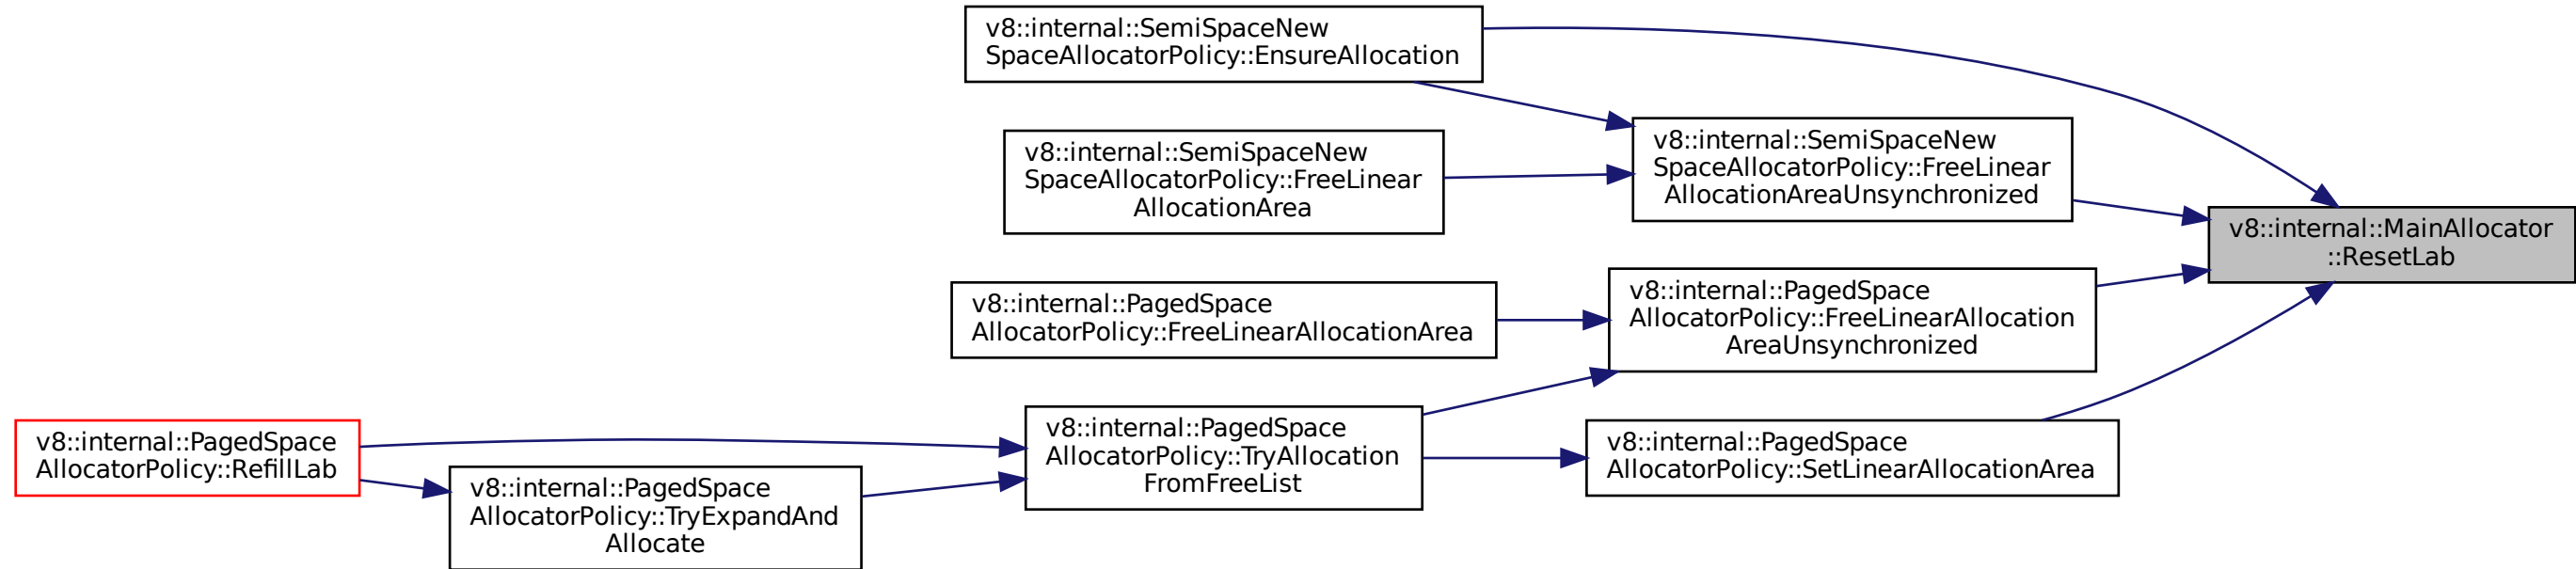 v8::internal::SemiSpaceNew
SpaceAllocatorPolicy::EnsureAllocation
v8::internal::SemiSpaceNew
SpaceAllocatorPolicy::FreeLinear
AllocationArea
v8::internal::SemiSpaceNew
SpaceAllocatorPolicy::FreeLinear
AllocationAreaUnsynchronized
v8::internal::MainAllocator
::ResetLab
v8::internal::PagedSpace
AllocatorPolicy::FreeLinearAllocationArea
v8::internal::PagedSpace
AllocatorPolicy::FreeLinearAllocation
AreaUnsynchronized
v8::internal::PagedSpace
AllocatorPolicy::RefillLab
v8::internal::PagedSpace
AllocatorPolicy::TryExpandAnd
Allocate
v8::internal::PagedSpace
AllocatorPolicy::TryAllocation
FromFreeList
v8::internal::PagedSpace
AllocatorPolicy::SetLinearAllocationArea